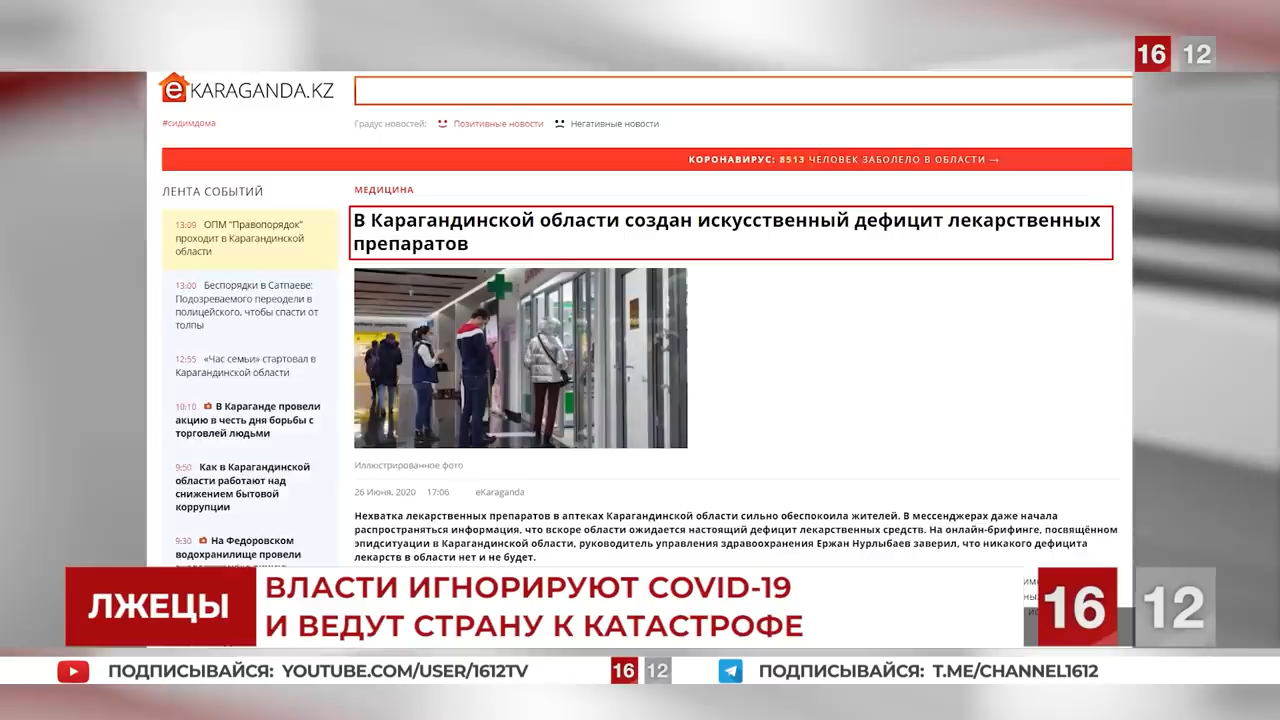 16 12
eKARAGANDA.KZ
#сидимдома
Градус новостей: Позитивные новости Негативные новости
КОРОНАВИРУС: 8513 ЧЕЛОВЕК ЗАБОЛЕЛО В ОБЛАСТИ →
ЛЕНТА СОБЫТИЙ
13:09 ОПМ "Правопорядок"
проходит в Карагандинской
области
13:00 Беспорядки в Сатпаеве:
Подозреваемого переодели в
полицейского, чтобы спасти от
толпы
12:55 «Час семьи» стартовал в
Карагандинской области
10:10 В Караганде провели
акцию в честь дня борьбы с
торговлей людьми
9:50 Как в Карагандинской
области работают над
снижением бытовой
коррупции
9:30 На Федоровском
водохранилище провели
МЕДИЦИНА
В Карагандинской области создан искусственный дефицит лекарственных
препаратов
Иллюстрированное фото
26 Июня, 2020 17:06 eKaraganda
Нехватка лекарственных препаратов в аптеках Карагандинской области сильно обеспокоила жителей. В мессенджерах даже начала
распространяться информация, что вскоре области ожидается настоящий дефицит лекарственных средств. На онлайн-брифинге, посвящённом
эпидситуации в Карагандинской области, руководитель управления здравоохранения Ержан Нурлыбаев заверил, что никакого дефицита
лекарств в области нет и не будет.
ЛЖЕЦЫ
ВЛАСТИ ИГНОРИРУЮТ COVID-19
И ВЕДУТ СТРАНУ К КАТАСТРОФЕ
16 12
ПОДПИСЫВАЙСЯ: YOUTUBE.COM/USER/1612TV 16 12 ПОДПИСЫВАЙСЯ: T.ME/CHANNEL1612